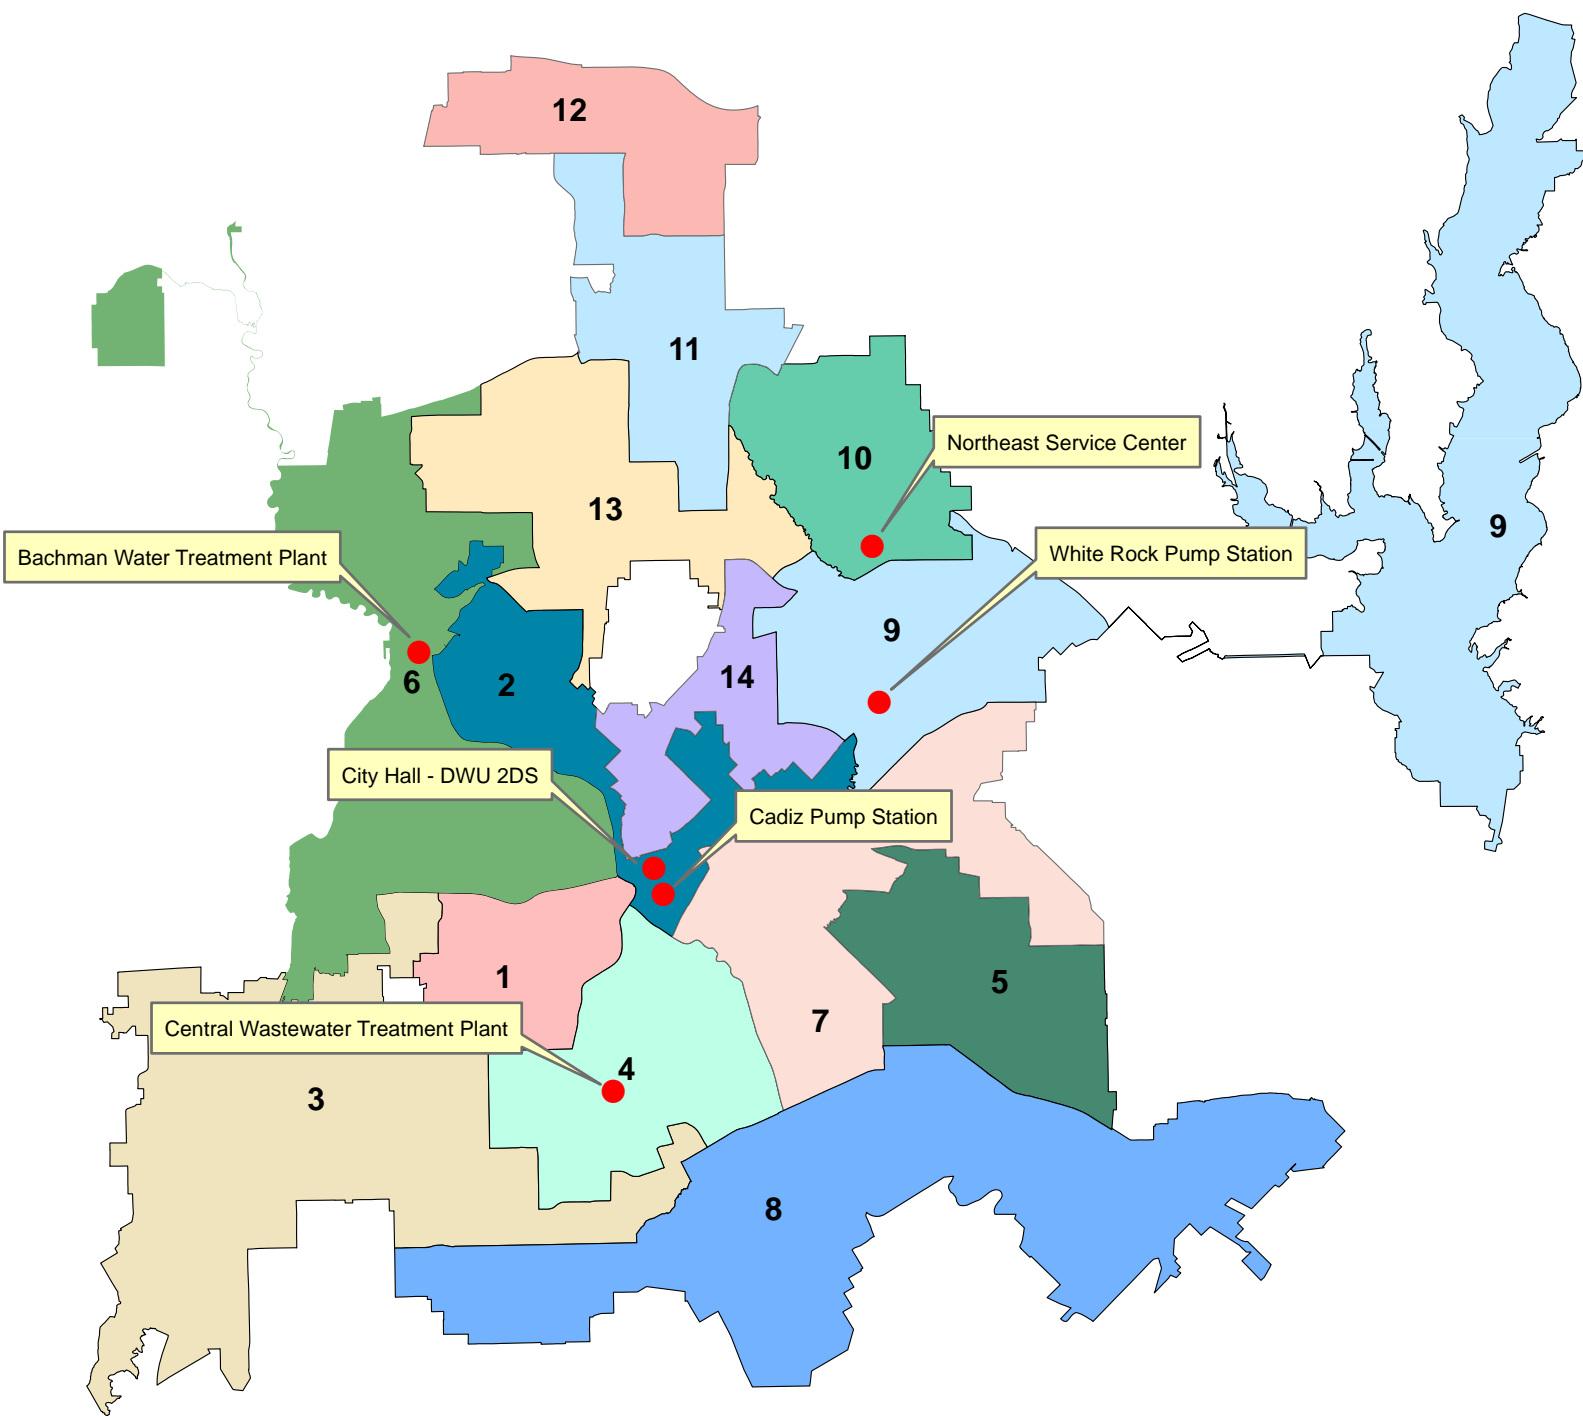 12
11
10
Northeast Service Center
13
9
Bachman Water Treatment Plant
White Rock Pump Station
9
6
2
14
City Hall - DWU 2DS
Cadiz Pump Station
1
5
7
Central Wastewater Treatment Plant
4
3
8